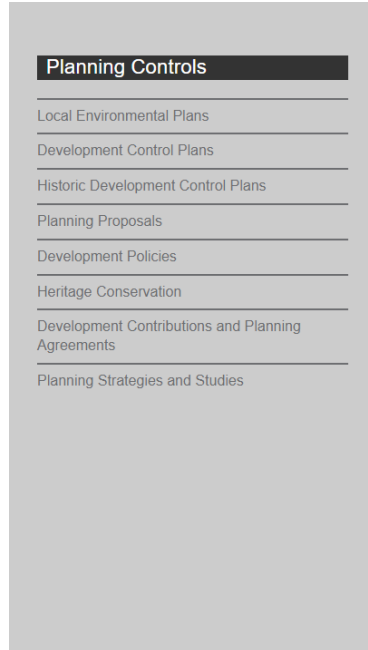 Planning Controls
Local Environmental Plans
Development Control Plans
Historic Development Control Plans
Planning Proposals
Development Policies
Heritage Conservation
Development Contributions and Planning
Agreements
Planning Strategies and Studies